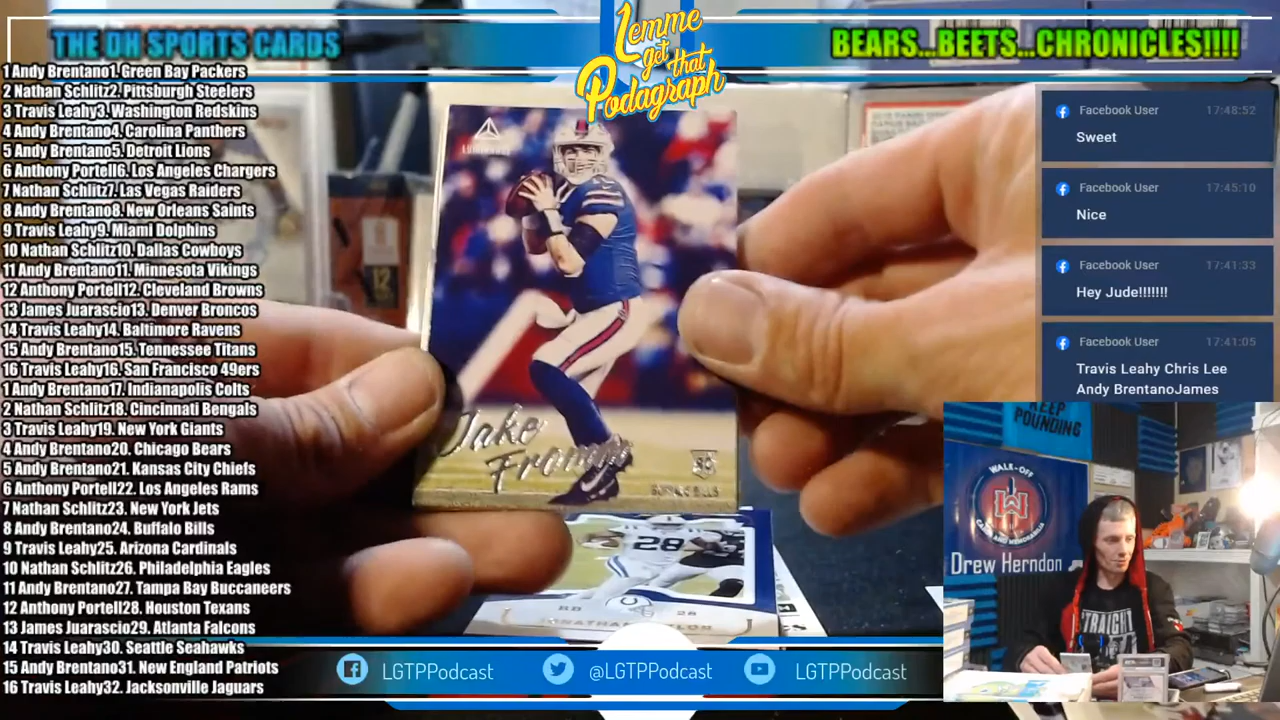 THE DH SPORTS CARDS
Lemme
get
that
Podagraph
BEARS...BEETS...CHRONICLES!!!!
1 Andy Brentano1. Green Bay Packers
2 Nathan Schlitz2. Pittsburgh Steelers
3 Travis Leahy3. Washington Redskins
4 Andy Brentano4. Carolina Panthers
5 Andy Brentano5. Detroit Lions
6 Anthony Portell6. Los Angeles Chargers
7 Nathan Schlitz7. Las Vegas Raiders
8 Andy Brentano8. New Orleans Saints
9 Travis Leahy9. Miami Dolphins
10 Nathan Schlitz10. Dallas Cowboys
11 Andy Brentano11. Minnesota Vikings
12 Anthony Portell12. Cleveland Browns
13 James Juarascio13. Denver Broncos
14 Travis Leahy14. Baltimore Ravens
15 Andy Brentano15. Tennessee Titans
16 Travis Leahy16. San Francisco 49ers
1 Andy Brentano17. Indianapolis Colts
2 Nathan Schlitz18. Cincinnati Bengals
3 Travis Leahy19. New York Giants
4 Andy Brentano20. Chicago Bears
5 Andy Brentano21. Kansas City Chiefs
6 Anthony Portell22. Los Angeles Rams
7 Nathan Schlitz23. New York Jets
8 Andy Brentano24. Buffalo Bills
9 Travis Leahy25. Arizona Cardinals
10 Nathan Schlitz26. Philadelphia Eagles
11 Andy Brentano27. Tampa Bay Buccaneers
12 Anthony Portell28. Houston Texans
13 James Juarascio29. Atlanta Falcons
14 Travis Leahy30. Seattle Seahawks
15 Andy Brentano31. New England Patriots
16 Travis Leahy32. Jacksonville Jaguars
Jake
Fromm
BUFFALO BILLS
12
28
RB
28
Facebook User 17:48:52
Sweet
Facebook User 17:45:10
Nice
Facebook User 17:41:33
Hey Jude!!!!!!!
Facebook User 17:41:05
Travis Leahy Chris Lee
Andy BrentanoJames
KEEP
POUNDING
WALK-OFF
CARDS AND MEMORABILIA
Drew Herndon
STRAIGHT
LGTPPodcast
@LGTPPodcast
LGTPPodcast